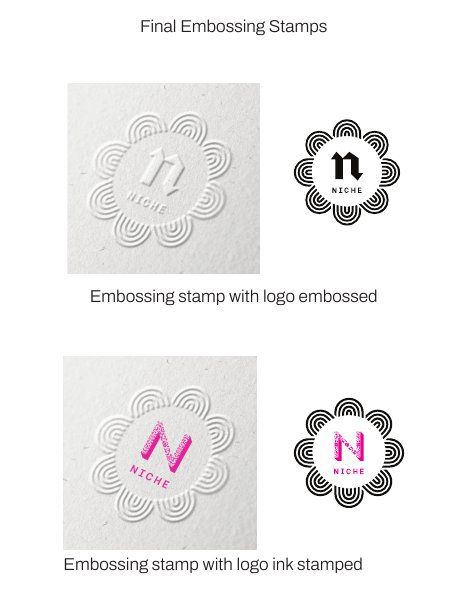 Final Embossing Stamps
n
NICHE
n
NICHE
Embossing stamp with logo embossed
N
NICHE
N
NICHE
Embossing stamp with logo ink stamped